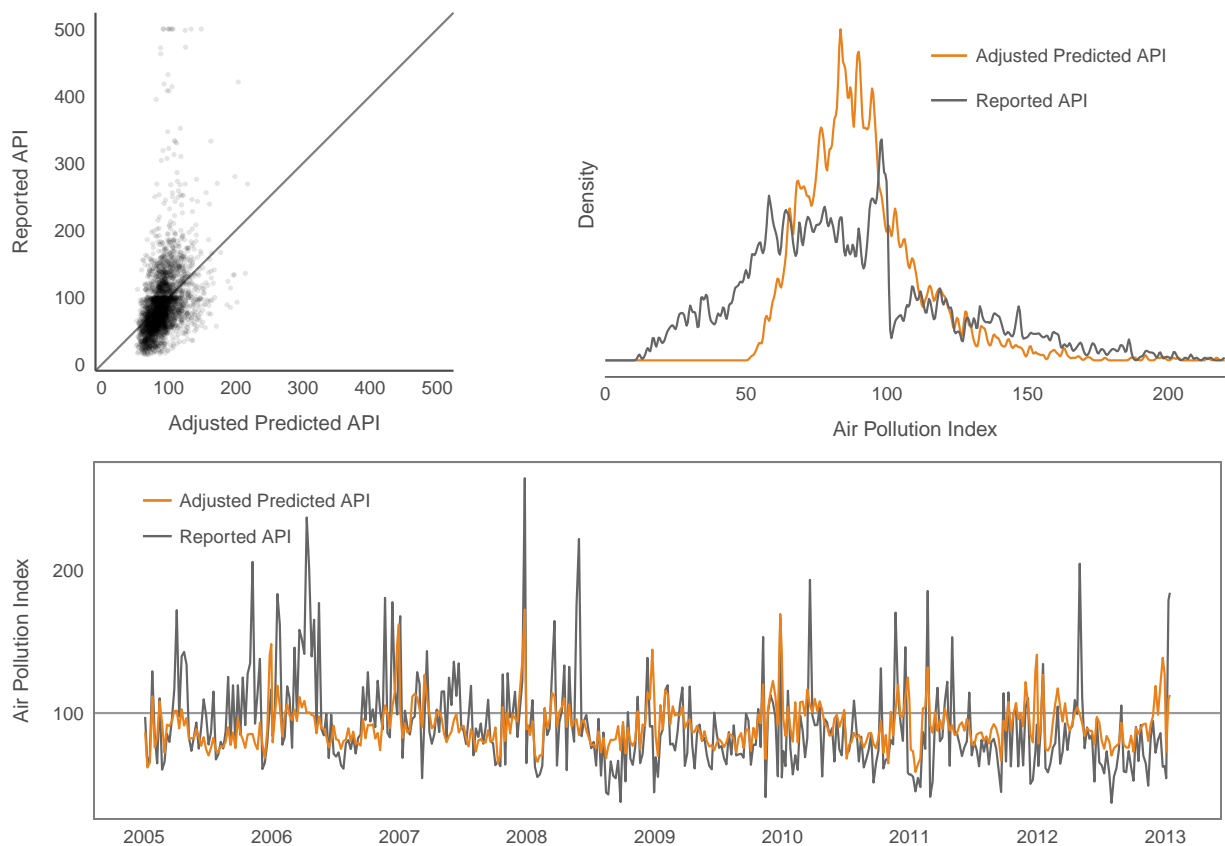 500
400
300
200
100
0
Reported API
0 100 200 300 400 500
Adjusted Predicted API
Adjusted Predicted API
Reported API
Density
0 50 100 150 200
Air Pollution Index
Adjusted Predicted API
Reported API
Air Pollution Index
200
100
2005 2006 2007 2008 2009 2010 2011 2012 2013